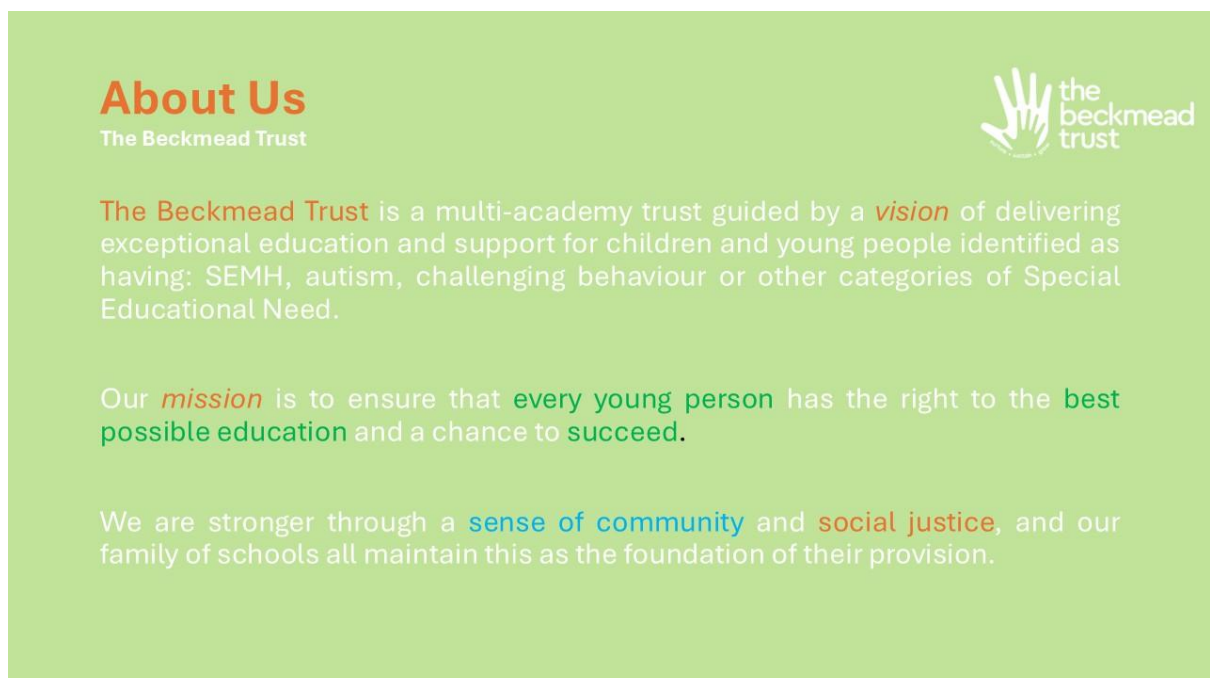 About Us
The Beckmead Trust
the
beckmead
trust
The Beckmead Trust is a multi-academy trust guided by a vision of delivering
exceptional education and support for children and young people identified as
having: SEMH, autism, challenging behaviour or other categories of Special
Educational Need.
Our mission is to ensure that every young person has the right to the best
possible education and a chance to succeed.
We are stronger through a sense of community and social justice, and our
family of schools all maintain this as the foundation of their provision.